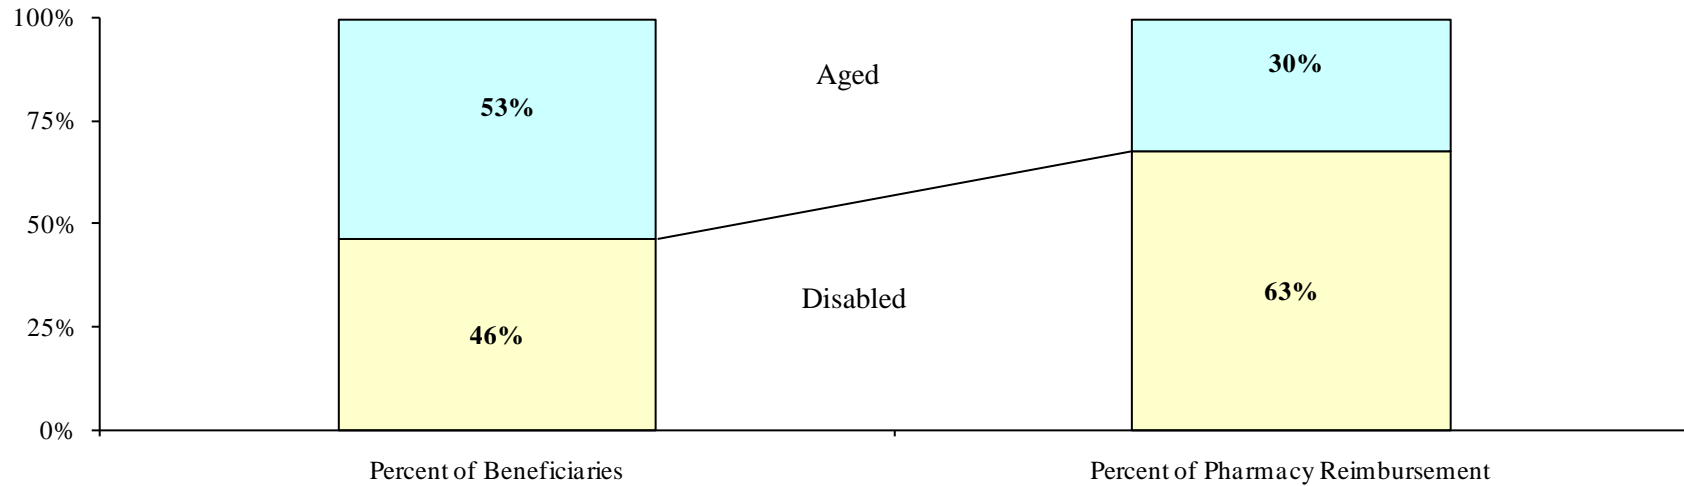 100%
30%
Aged
53%
75%
50%
63%
Disabled
25%
46%
0%
Percent of Beneficiaries
Percent of Pharmacy Reimbursement